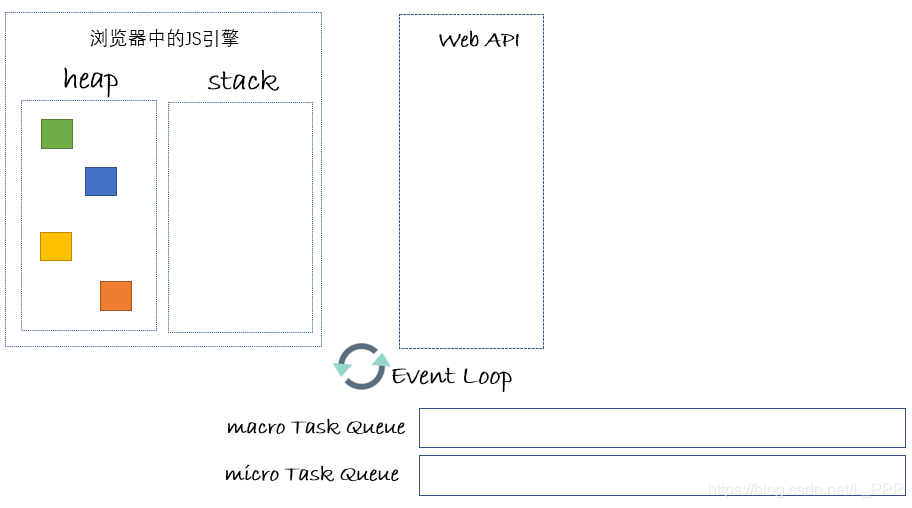 浏览器中的JS引擎
Web API
heap
stack
Event Loop
macro Task Queue
micro Task Queue
https://blog.csdn.net/L_PPP